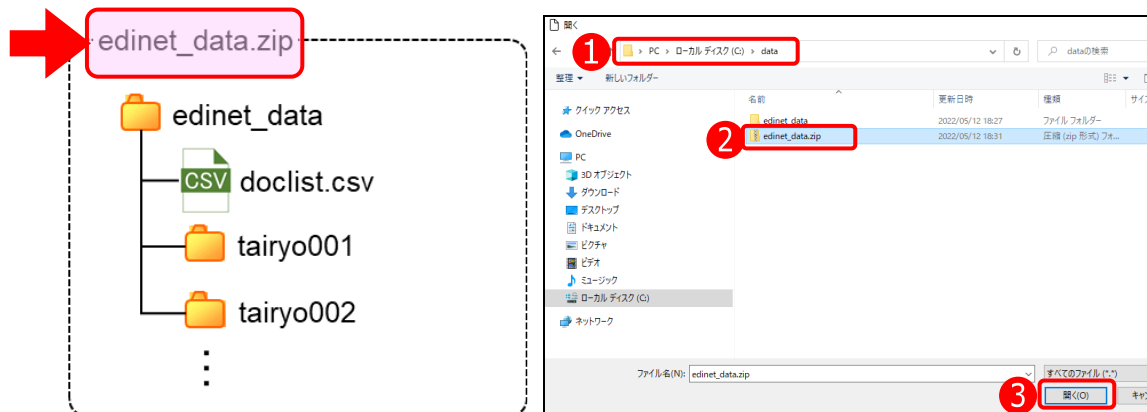 edinet_data.zip
edinet_data
CSV doclist.csv
tairyo001
tairyo002
開く
1 PC › ローカル ディスク (C:) › data dataの検索
整理 新しいフォルダー
名前 更新日時 種類 サイズ
クイック アクセス
edinet_data 2022/05/12 18:27 ファイル フォルダー
OneDrive
2 edinet_data.zip 2022/05/12 18:31 圧縮 (zip 形式) フォ...
PC
3D オブジェクト
ダウンロード
デスクトップ
ドキュメント
ピクチャ
ビデオ
ミュージック
ローカル ディスク (C:)
ネットワーク
ファイル名(N): edinet_data.zip すべてのファイル (*.*)
3 開く(O) キャ